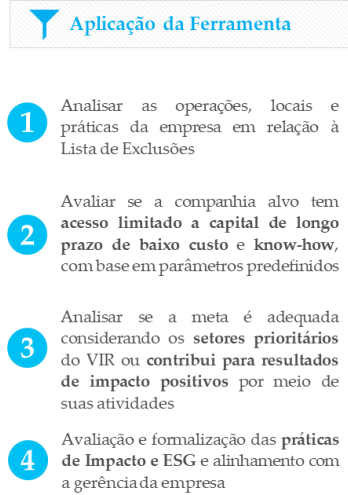 Aplicação da Ferramenta
1
Analisar as operações, locais e
práticas da empresa em relação à
Lista de Exclusões
2
Avaliar se a companhia alvo tem
acesso limitado a capital de longo
prazo de baixo custo e know-how,
com base em parâmetros predefinidos
3
Analisar se a meta é adequada
considerando os setores prioritários
do VIR ou contribui para resultados
de impacto positivos por meio de
suas atividades
4
Avaliação e formalização das práticas
de Impacto e ESG e alinhamento com
a gerência da empresa